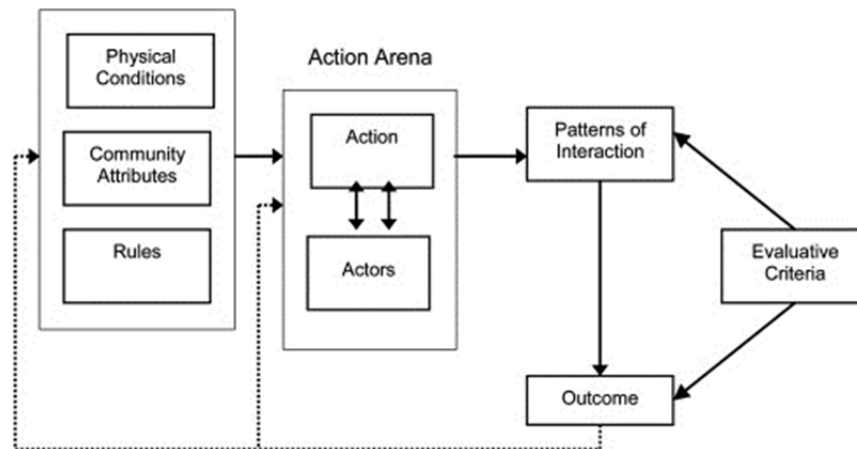 Physical
Conditions
Community
Attributes
Rules
Action Arena
Action
Actors
Patterns of
Interaction
Evaluative
Criteria
Outcome